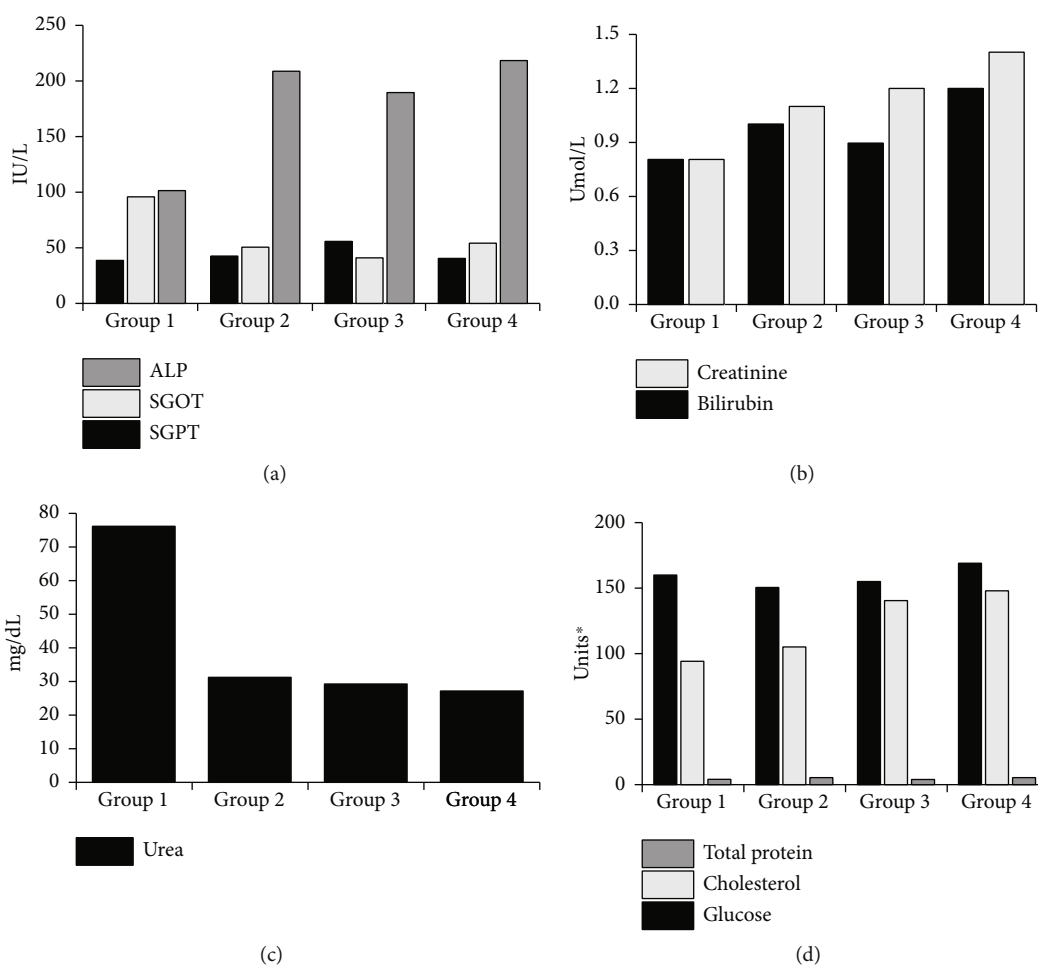 250
200
150
100
50
0
IU/L
Group 1 Group 2 Group 3 Group 4
ALP
SGOT
SGPT
(a)
1.5
1.2
0.9
0.6
0.3
0.0
Umol/L
Group 1 Group 2 Group 3 Group 4
Creatinine
Bilirubin
(b)
80
70
60
50
40
30
20
10
0
mg/dL
Group 1 Group 2 Group 3 Group 4
Urea
(c)
200
150
100
50
0
Units*
Group 1 Group 2 Group 3 Group 4
Total protein
Cholesterol
Glucose
(d)